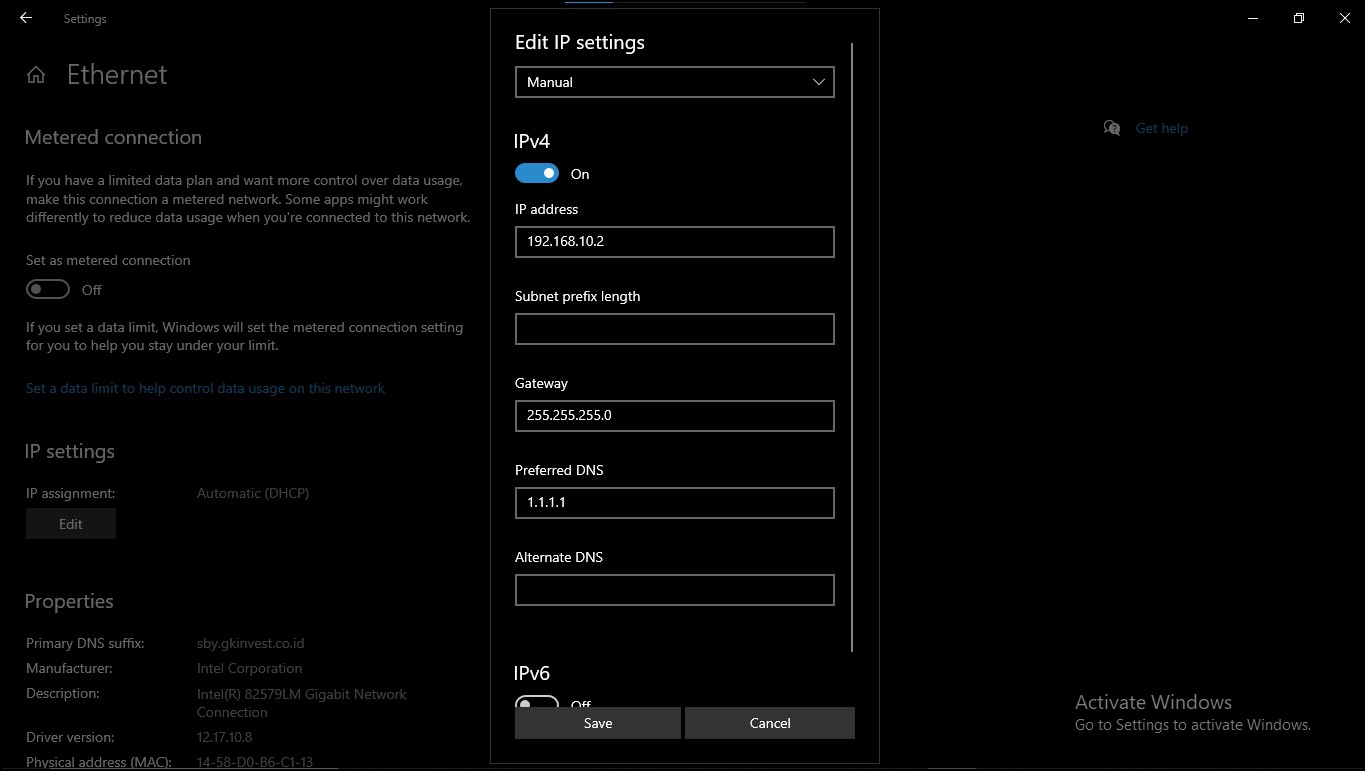 Settings
Ethernet
Metered connection
If you have a limited data plan and want more control over data usage,
make this connection a metered network. Some apps might work
differently to reduce data usage when you're connected to this network.
Set as metered connection
Off
If you set a data limit, Windows will set the metered connection setting
for you to help you stay under your limit.
Set a data limit to help control data usage on this network
IP settings
IP assignment: Automatic (DHCP)
Edit
Properties
Primary DNS suffix: sby.gkinvest.co.id
Manufacturer: Intel Corporation
Description: Intel(R) 82579LM Gigabit Network
Connection
Driver version: 12.17.10.8
Physical address (MAC): 14-58-D0-B6-C1-13
Edit IP settings
Manual
IPv4
On
IP address
192.168.10.2
Subnet prefix length
Gateway
255.255.255.0
Preferred DNS
1.1.1.1
Alternate DNS
IPv6
Off
Save Cancel
Get help
Activate Windows
Go to Settings to activate Windows.